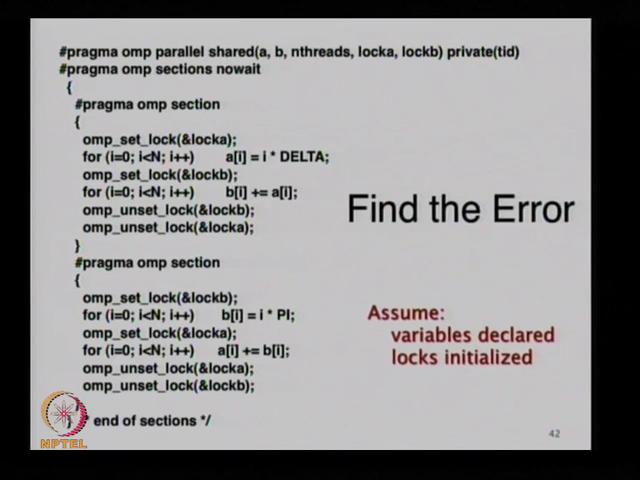 #pragma omp parallel shared(a, b, nthreads, locka, lockb) private(tid)
#pragma omp sections nowait
{
#pragma omp section
{
omp_set_lock(&locka);
for (i=0; i<N; i++) a[i] = i * DELTA;
omp_set_lock(&lockb);
for (i=0; i<N; i++) b[i] += a[i];
omp_unset_lock(&lockb);
omp_unset_lock(&locka);
}
#pragma omp section
{
omp_set_lock(&lockb);
for (i=0; i<N; i++) b[i] = i * PI;
omp_set_lock(&locka);
for (i=0; i<N; i++) a[i] += b[i];
omp_unset_lock(&locka);
omp_unset_lock(&lockb);
end of sections */
Find the Error
Assume:
variables declared
locks initialized
42
NPTEL